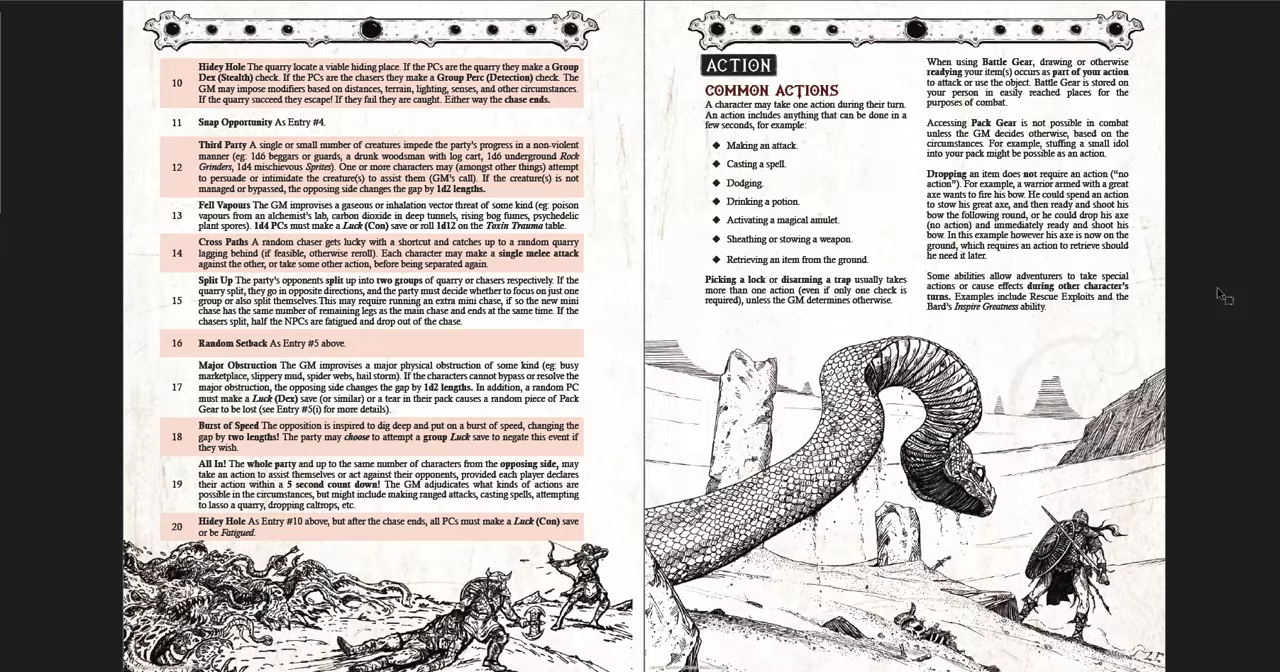 10
Hidey Hole The quarry locate a viable hiding place. If the PCs are the quarry they make a Group
Dex (Stealth) check. If the PCs are the chasers they make a Group Perc (Detection) check. The
GM may impose modifiers based on distances, terrain, lighting, senses, and other circumstances.
If the quarry succeed they escape! If they fail they are caught. Either way the chase ends.
11
Snap Opportunity As Entry #4.
12
Third Party A single or small number of creatures impede the party's progress in a non-violent
manner (eg: 1d6 beggars or guards, a drunk woodsman with log cart, 1d6 underground Rock
Grinders, 1d4 mischievous Sprites). One or more characters may (amongst other things) attempt
to persuade or intimidate the creature(s) to assist them (GM's call). If the creature(s) is not
managed or bypassed, the opposing side changes the gap by 1d2 lengths.
13
Fell Vapours The GM improvises a gaseous or inhalation vector threat of some kind (eg: poison
vapours from an alchemist's lab, carbon dioxide in deep tunnels, rising bog fumes, psychedelic
plant spores). 1d4 PCs must make a Luck (Con) save or roll 1d12 on the Toxin Trauma table.
14
Cross Paths A random chaser gets lucky with a shortcut and catches up to a random quarry
lagging behind (if feasible, otherwise reroll). Each character may make a single melee attack
against the other, or take some other action, before being separated again.
15
Split Up The party's opponents split up into two groups of quarry or chasers respectively. If the
quarry split, they go in opposite directions, and the party must decide whether to focus on just one
group or also split themselves.This may require running an extra mini chase, if so the new mini
chase has the same number of remaining legs as the main chase and ends at the same time. If the
chasers split, half the NPCs are fatigued and drop out of the chase.
16
Random Setback As Entry #5 above.
17
Major Obstruction The GM improvises a major physical obstruction of some kind (eg: busy
marketplace, slippery mud, spider webs, hail storm). If the characters cannot bypass or resolve the
major obstruction, the opposing side changes the gap by 1d2 lengths. In addition, a random PC
must make a Luck (Dex) save (or similar) or a tear in their pack causes a random piece of Pack
Gear to be lost (see Entry #5(i) for more details).
18
Burst of Speed The opposition is inspired to dig deep and put on a burst of speed, changing the
gap by two lengths! The party may choose to attempt a group Luck save to negate this event if
they wish.
19
All In! The whole party and up to the same number of characters from the opposing side, may
take an action to assist themselves or act against their opponents, provided each player declares
their action within a 5 second count down! The GM adjudicates what kinds of actions are
possible in the circumstances, but might include making ranged attacks, casting spells, attempting
to lasso a quarry, dropping caltrops, etc.
20
Hidey Hole As Entry #10 above, but after the chase ends, all PCs must make a Luck (Con) save
or be Fatigued.
ACTION
COMMON ACTIONS
A character may take one action during their turn.
An action includes anything that can be done in a
few seconds, for example:
◆ Making an attack.
◆ Casting a spell.
◆ Dodging.
◆ Drinking a potion.
◆ Activating a magical amulet.
◆ Sheathing or stowing a weapon.
◆ Retrieving an item from the ground.
Picking a lock or disarming a trap usually takes
more than one action (even if only one check is
required), unless the GM determines otherwise.
When using Battle Gear, drawing or otherwise
readying your item(s) occurs as part of your action
to attack or use the object. Battle Gear is stored on
your person in easily reached places for the
purposes of combat.
Accessing Pack Gear is not possible in combat
unless the GM decides otherwise, based on the
circumstances. For example, stuffing a small idol
into your pack might be possible as an action.
Dropping an item does not require an action ("no
action"). For example, a warrior armed with a great
axe wants to fire his bow. He could spend an action
to stow his great axe, and then ready and shoot his
bow the following round, or he could drop his axe
(no action) and immediately ready and shoot his
bow. In this example however his axe is now on the
ground, which requires an action to retrieve should
he need it later.
Some abilities allow adventurers to take special
actions or cause effects during other character's
turns. Examples include Rescue Exploits and the
Bard's Inspire Greatness ability.